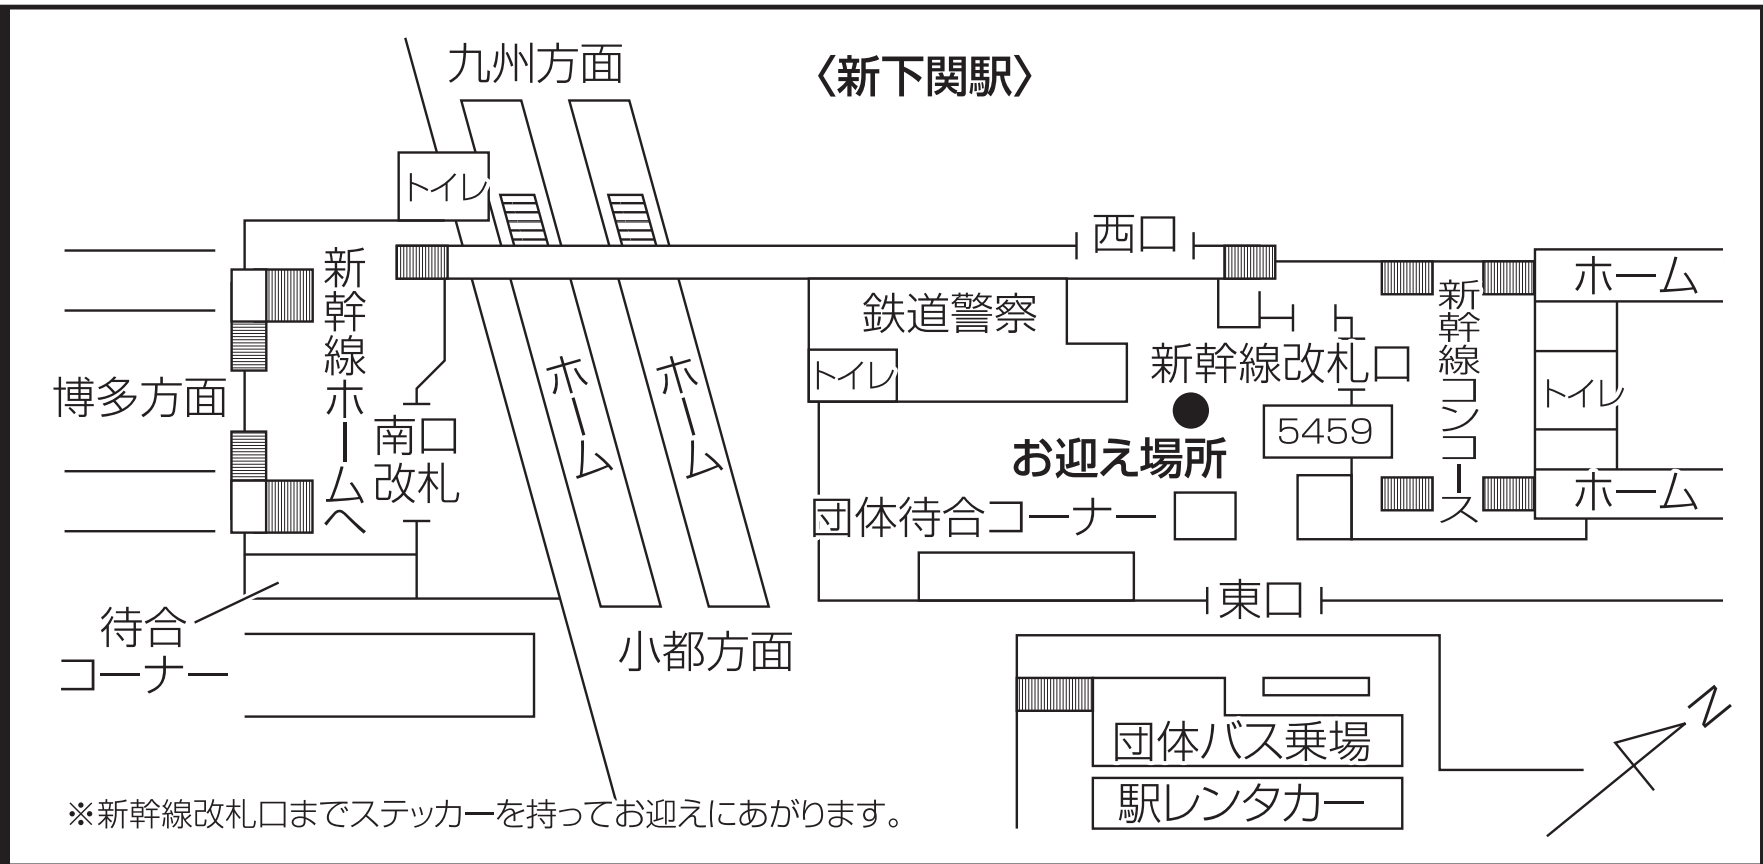 〈新下関駅〉
九州方面
トイレ
西口
新幹線ホームへ
博多方面
南口
改札
ホーム
ホーム
鉄道警察
トイレ
新幹線改札口
お迎え場所
5459
新幹線コンコース
ホーム
トイレ
ホーム
団体待合コーナー
東口
待合
コーナー
小都方面
団体バス乗場
駅レンタカー
N
※新幹線改札口までステッカーを持ってお迎えにあがります。